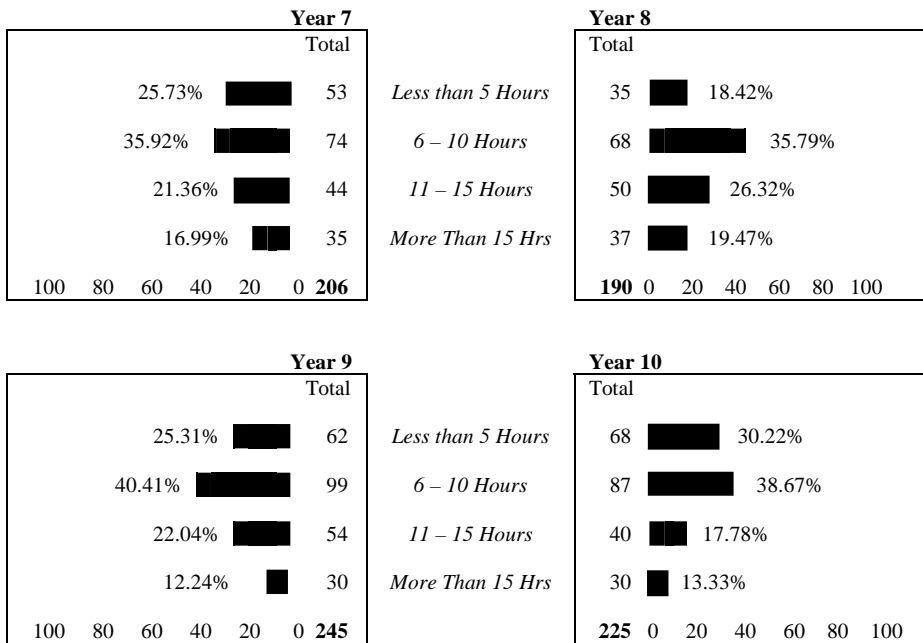 Year 7 Year 8
Total Total
25.73% 53 Less than 5 Hours 35 18.42%
35.92% 74 6 – 10 Hours 68 35.79%
21.36% 44 11 – 15 Hours 50 26.32%
16.99% 35 More Than 15 Hrs 37 19.47%
100 80 60 40 20 0 206 190 0 20 40 60 80 100
Year 9 Year 10
Total Total
25.31% 62 Less than 5 Hours 68 30.22%
40.41% 99 6 – 10 Hours 87 38.67%
22.04% 54 11 – 15 Hours 40 17.78%
12.24% 30 More Than 15 Hrs 30 13.33%
100 80 60 40 20 0 245 225 0 20 40 60 80 100